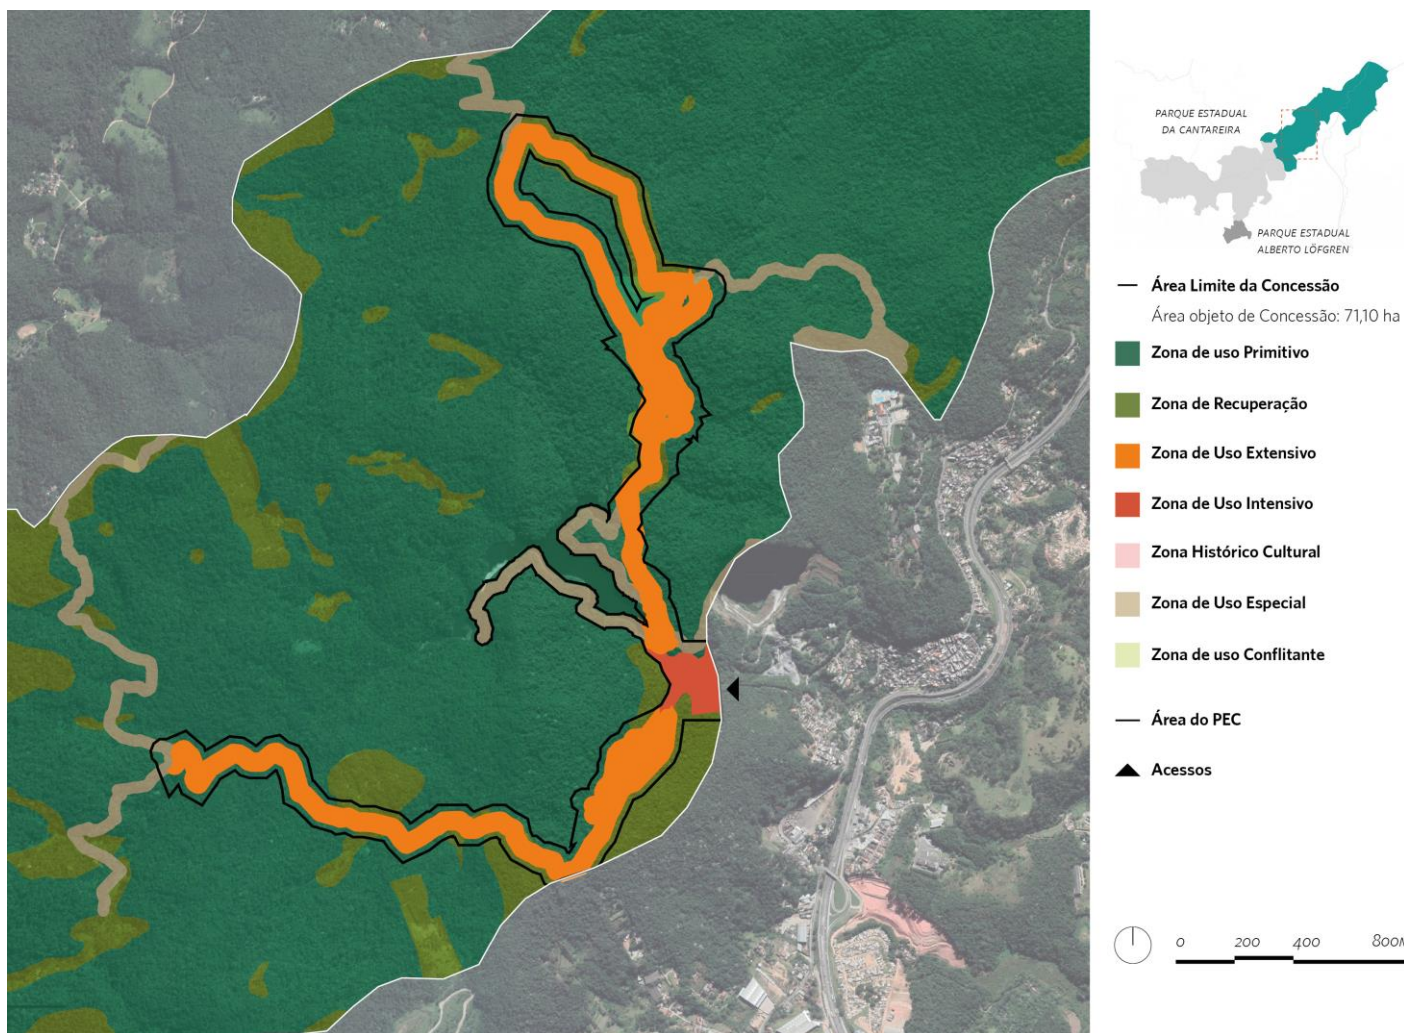 PARQUE ESTADUAL
DA CANTAREIRA
PARQUE ESTADUAL
ALBERTO LÖFGREN
Área Limite da Concessão
Área objeto de Concessão: 71,10 ha
Zona de uso Primitivo
Zona de Recuperação
Zona de Uso Extensivo
Zona de Uso Intensivo
Zona Histórico Cultural
Zona de Uso Especial
Zona de uso Conflitante
Área do PEC
Acessos
0 200 400 800M